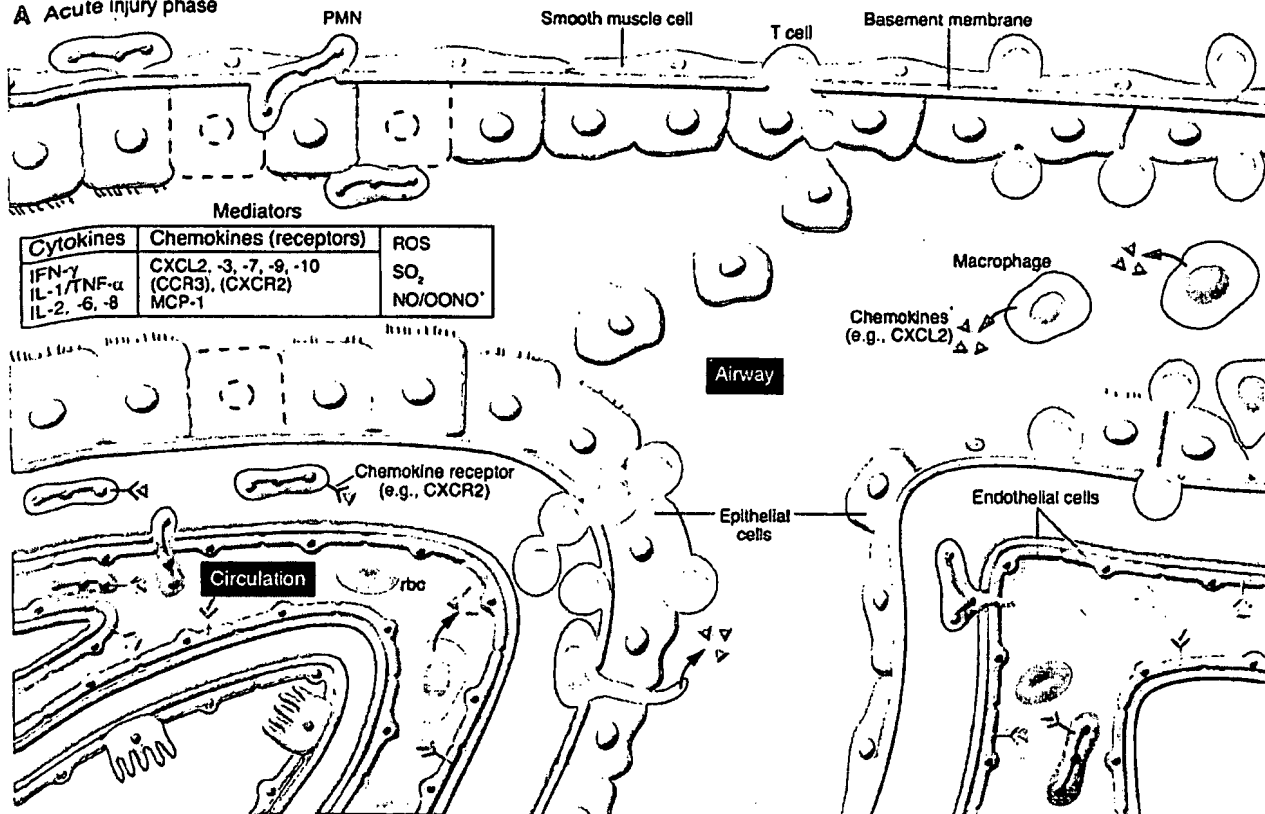 A Acute injury phase
PMN
Smooth muscle cell
T cell
Basement membrane
Mediators
Cytokines
IFN-γ
IL-1/TNF-α
IL-2, -6, -8
Chemokines (receptors)
CXCL2, -3, -7, -9, -10
(CCR3), (CXCR2)
MCP-1
ROS
SO₂
NO/OONO⁺
Macrophage
Chemokines'
(e.g., CXCL2)
Airway
Chemokine receptor
(e.g., CXCR2)
Epithelial
cells
Endothelial cells
Circulation
rbc